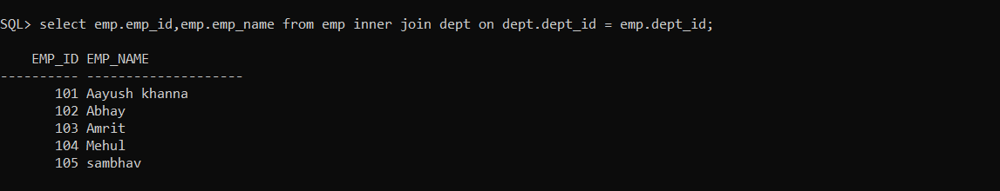 SQL> select emp.emp_id,emp.emp_name from emp inner join dept on dept.dept_id = emp.dept_id;
EMP_ID EMP_NAME
---------- --------------------
101 Aayush khanna
102 Abhay
103 Amrit
104 Mehul
105 sambhav